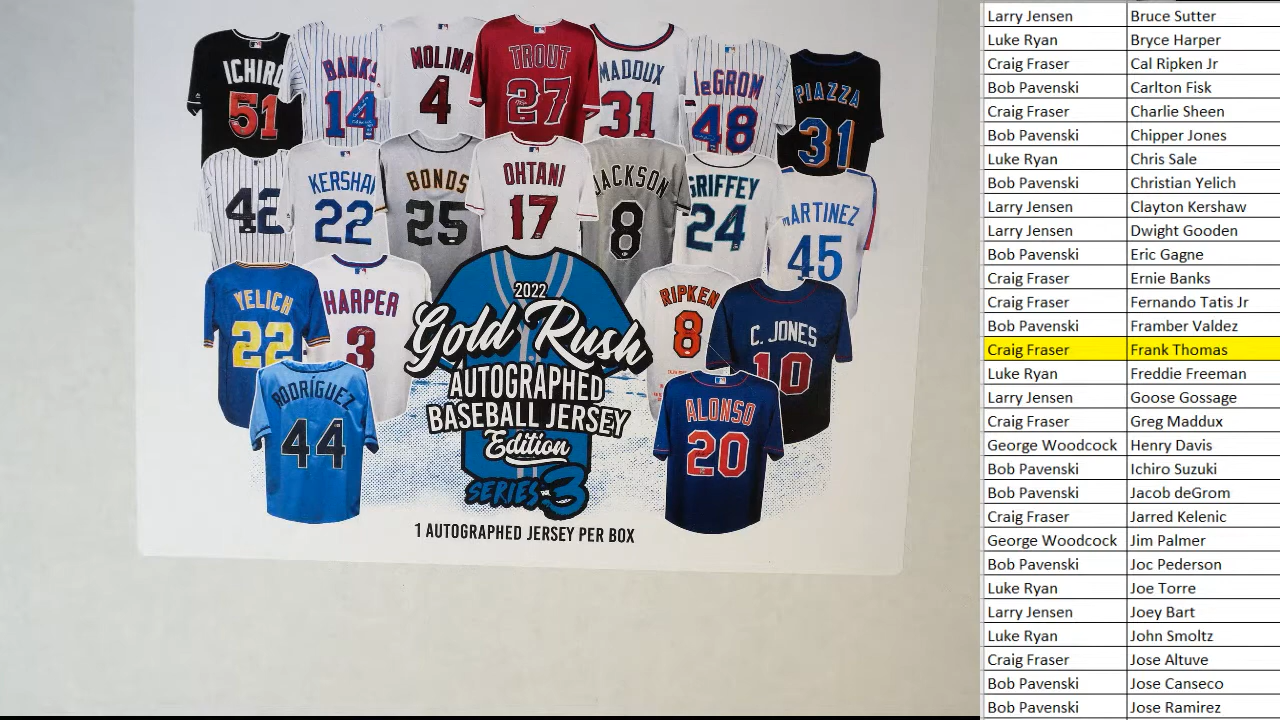 ICHIRO
51
BANKS
14
MOLINA
4
TROUT
27
MADDUX
31
deGROM
48
PIAZZA
31
42
KERSHA
22
BONDS
25
OHTANI
17
JACKSON
8
GRIFFEY
24
MARTINEZ
45
YELICH
22
HARPER
3
RIPKEN
8
C. JONES
10
RODRÍGUEZ
44
ALONSO
20
2022
Gold Rush
AUTOGRAPHED
BASEBALL JERSEY
Edition
SERIES 3
1 AUTOGRAPHED JERSEY PER BOX
Larry Jensen Bruce Sutter
Luke Ryan Bryce Harper
Craig Fraser Cal Ripken Jr
Bob Pavenski Carlton Fisk
Craig Fraser Charlie Sheen
Bob Pavenski Chipper Jones
Luke Ryan Chris Sale
Bob Pavenski Christian Yelich
Larry Jensen Clayton Kershaw
Larry Jensen Dwight Gooden
Bob Pavenski Eric Gagne
Craig Fraser Ernie Banks
Craig Fraser Fernando Tatis Jr
Bob Pavenski Framber Valdez
Craig Fraser Frank Thomas
Luke Ryan Freddie Freeman
Larry Jensen Goose Gossage
Craig Fraser Greg Maddux
George Woodcock Henry Davis
Bob Pavenski Ichiro Suzuki
Bob Pavenski Jacob deGrom
Craig Fraser Jarred Kelenic
George Woodcock Jim Palmer
Bob Pavenski Joc Pederson
Luke Ryan Joe Torre
Larry Jensen Joey Bart
Luke Ryan John Smoltz
Craig Fraser Jose Altuve
Bob Pavenski Jose Canseco
Bob Pavenski Jose Ramirez